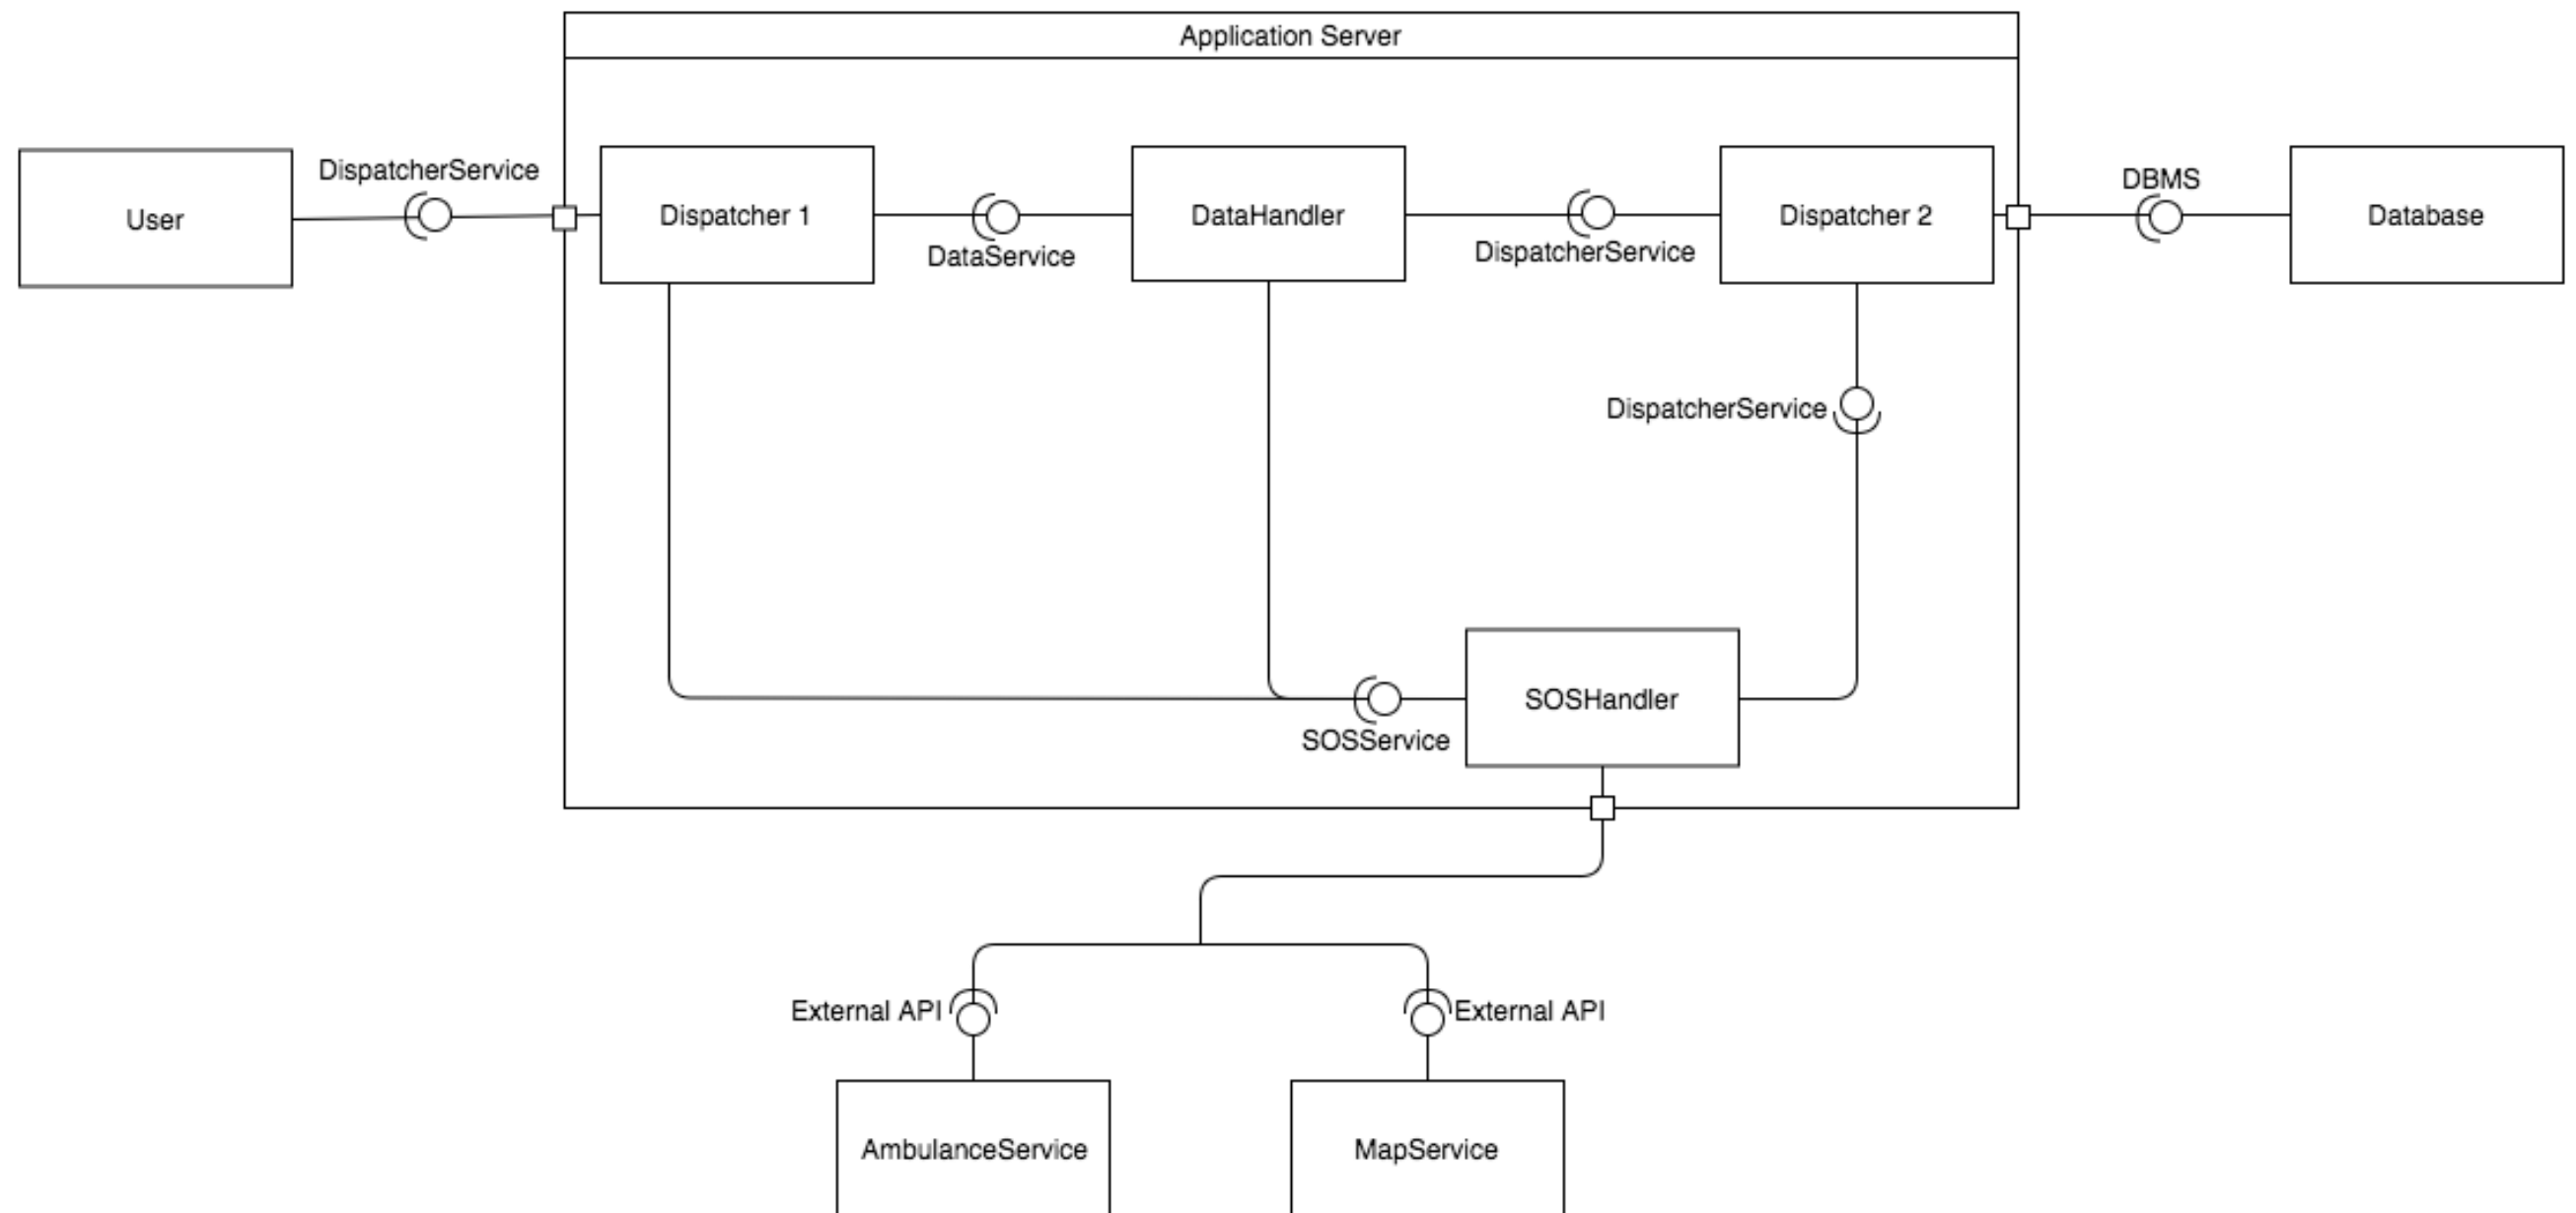 Application Server
DispatcherService
User
Dispatcher 1
DataService
DataHandler
DispatcherService
Dispatcher 2
DBMS
Database
DispatcherService
SOSHandler
SOSService
External API
External API
AmbulanceService
MapService